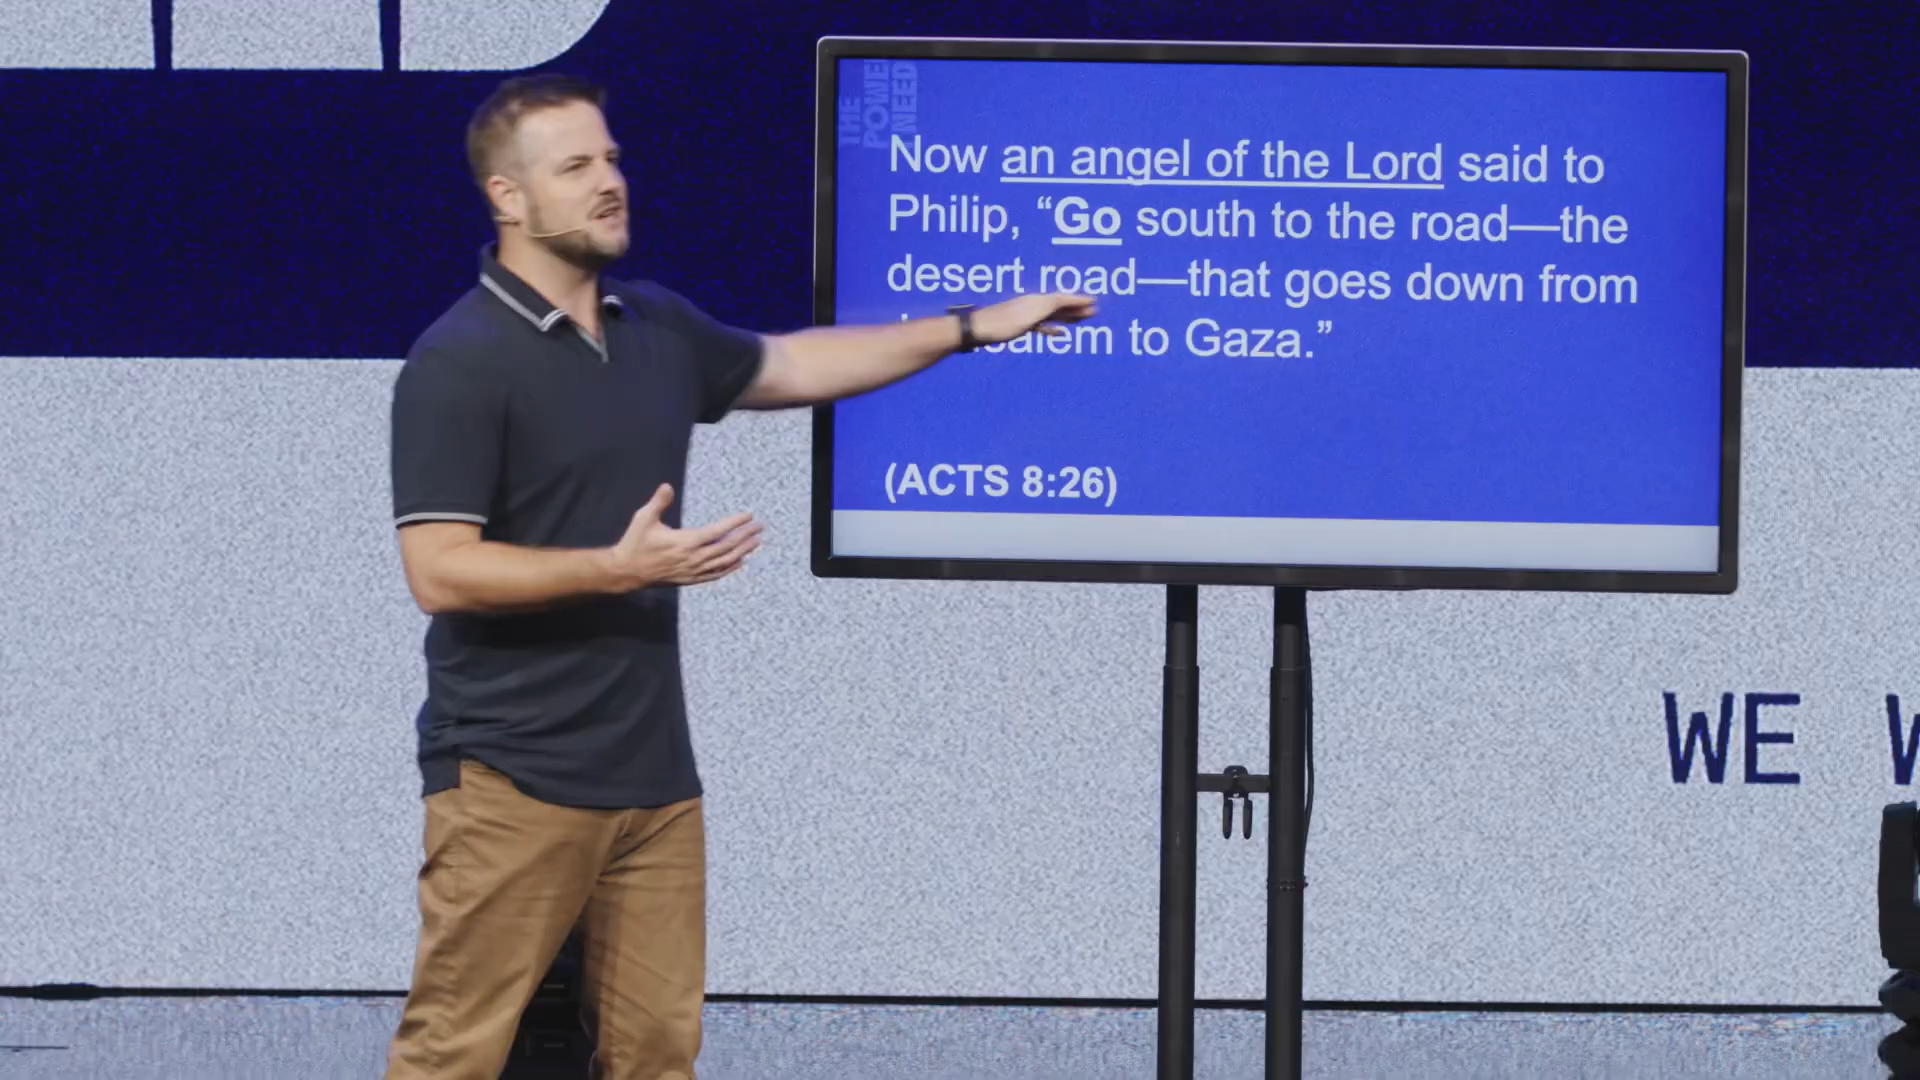 THE
POWE
NEED
Now an angel of the Lord said to
Philip, “Go south to the road—the
desert road—that goes down from
to Gaza.”
(ACTS 8:26)
WE W